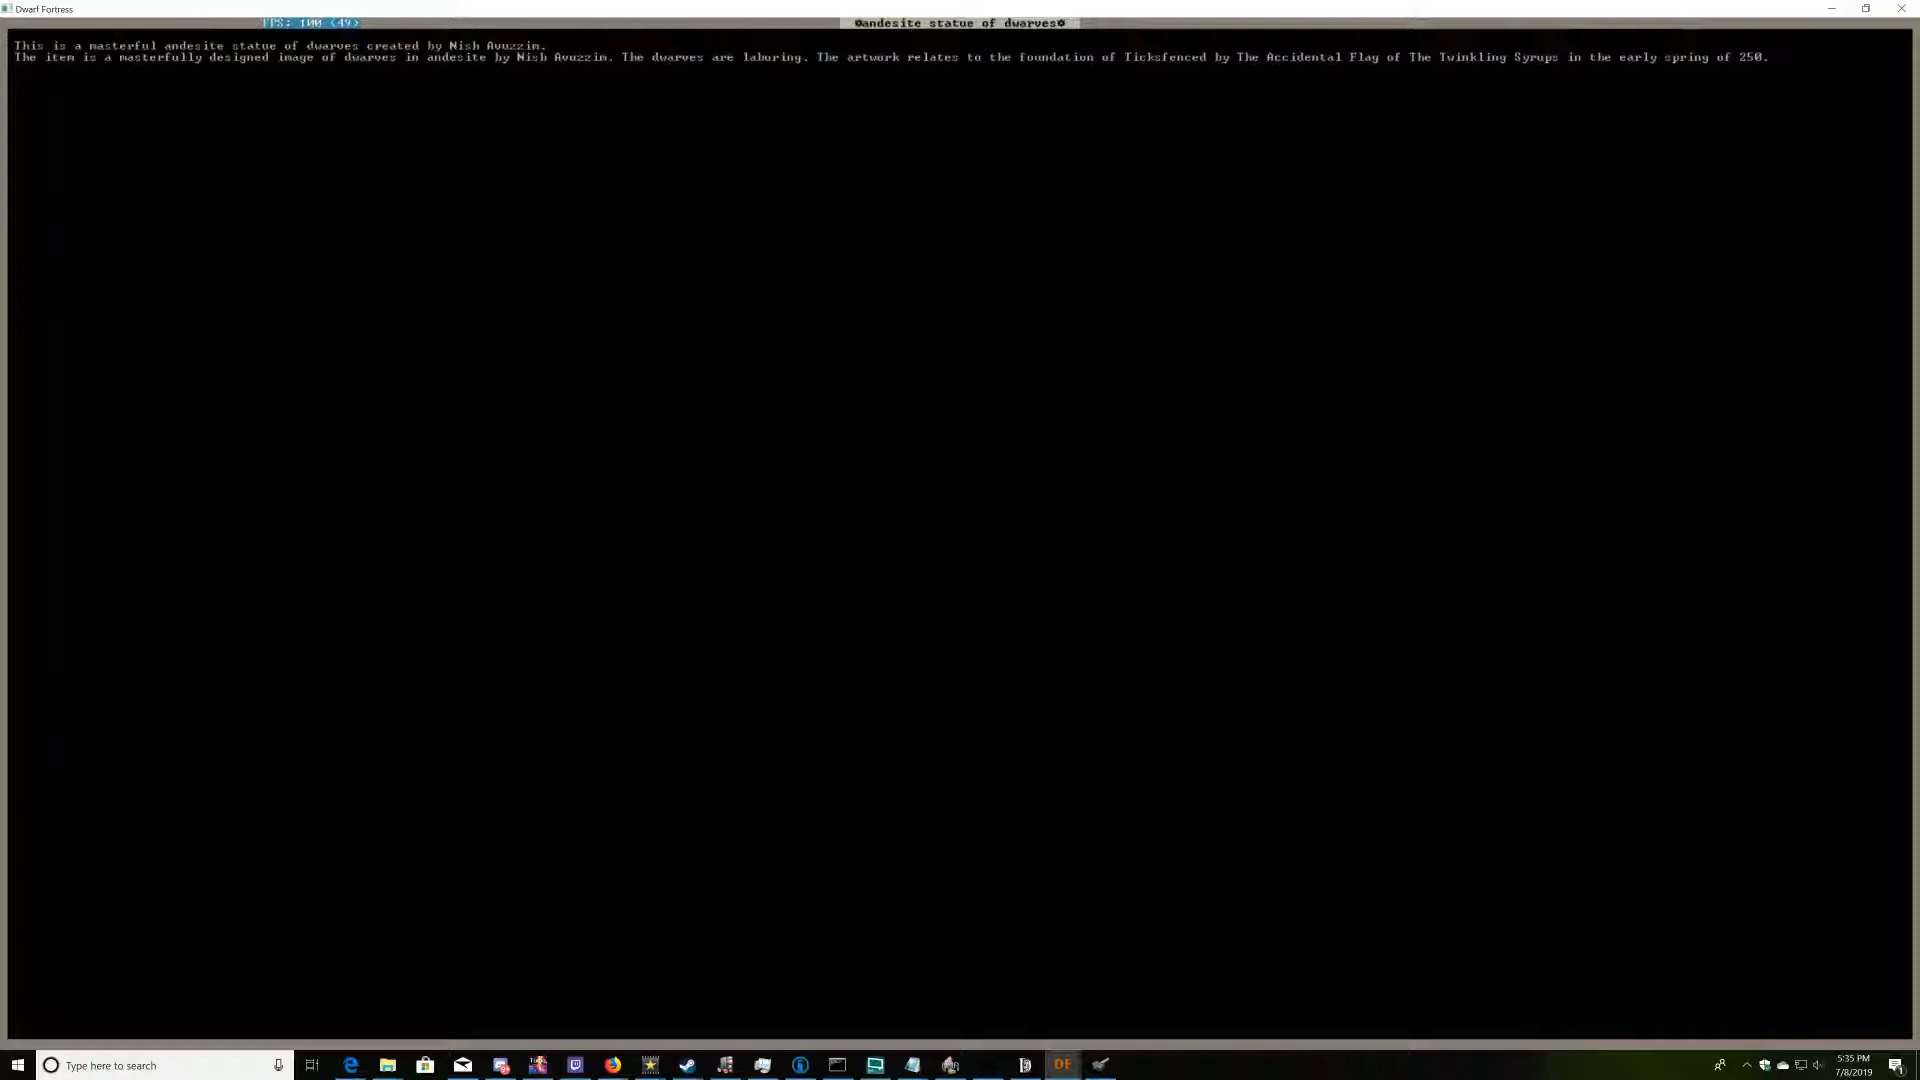 Dwarf Fortress
FPS: 100 (49)
☼andesite statue of dwarves☼
This is a masterful andesite statue of dwarves created by Nish Avuzzim.
The item is a masterfully designed image of dwarves in andesite by Nish Avuzzim. The dwarves are laboring. The artwork relates to the foundation of Ticksfenced by The Accidental Flag of The Twinkling Syrups in the early spring of 250.
Type here to search
DF
5:35 PM
7/8/2019